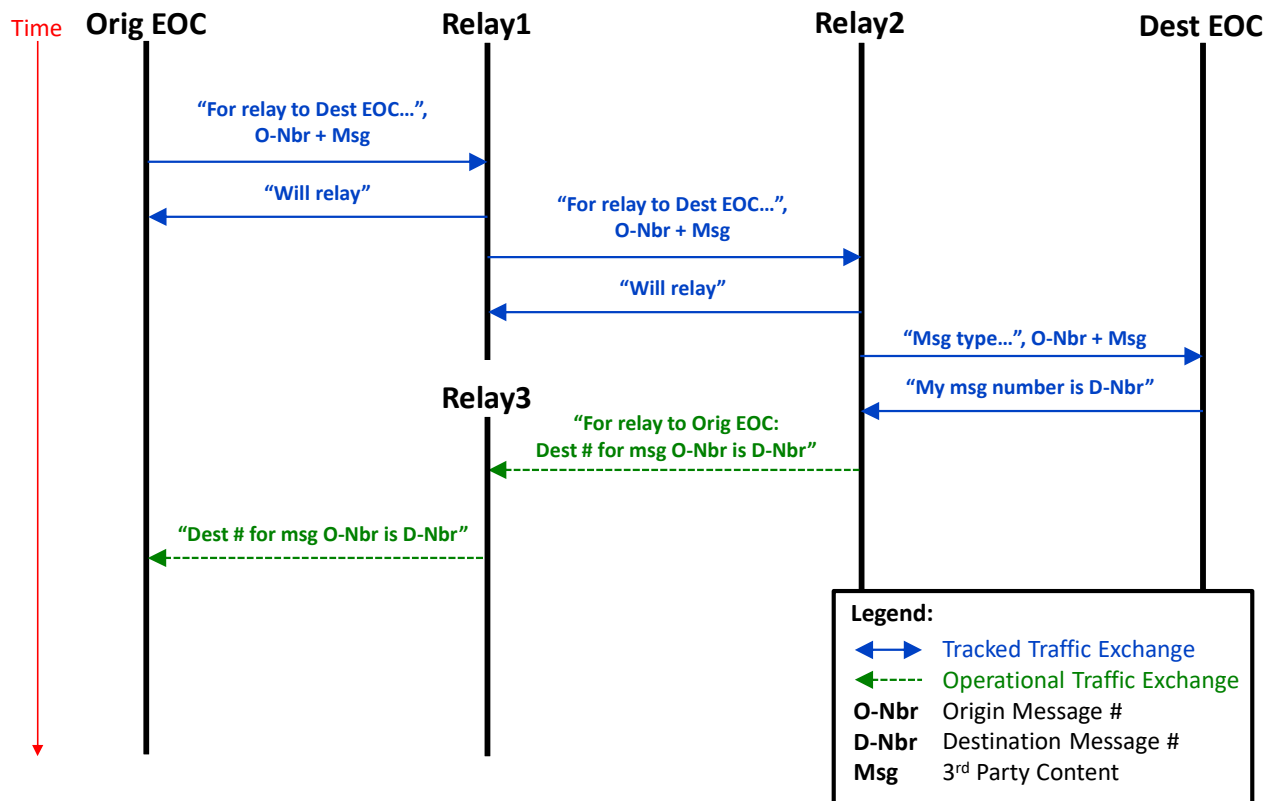 Time
Orig EOC
Relay1
Relay2
Dest EOC
“For relay to Dest EOC…”,
O-Nbr + Msg
“Will relay”
“For relay to Dest EOC…”,
O-Nbr + Msg
“Will relay”
“Msg type…”, O-Nbr + Msg
“My msg number is D-Nbr”
Relay3
“For relay to Orig EOC:
Dest # for msg O-Nbr is D-Nbr”
“Dest # for msg O-Nbr is D-Nbr”
Legend:
Tracked Traffic Exchange
Operational Traffic Exchange
O-Nbr Origin Message #
D-Nbr Destination Message #
Msg 3rd Party Content